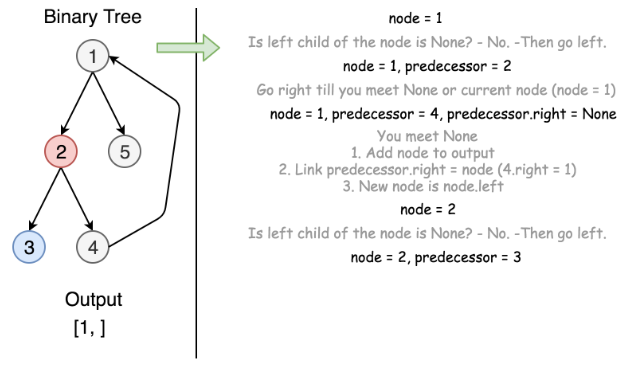 Binary Tree
1
2
5
3
4
Output
[1, ]
node = 1
Is left child of the node is None? - No. -Then go left.
node = 1, predecessor = 2
Go right till you meet None or current node (node = 1)
node = 1, predecessor = 4, predecessor.right = None
You meet None
1. Add node to output
2. Link predecessor.right = node (4.right = 1)
3. New node is node.left
node = 2
Is left child of the node is None? - No. -Then go left.
node = 2, predecessor = 3